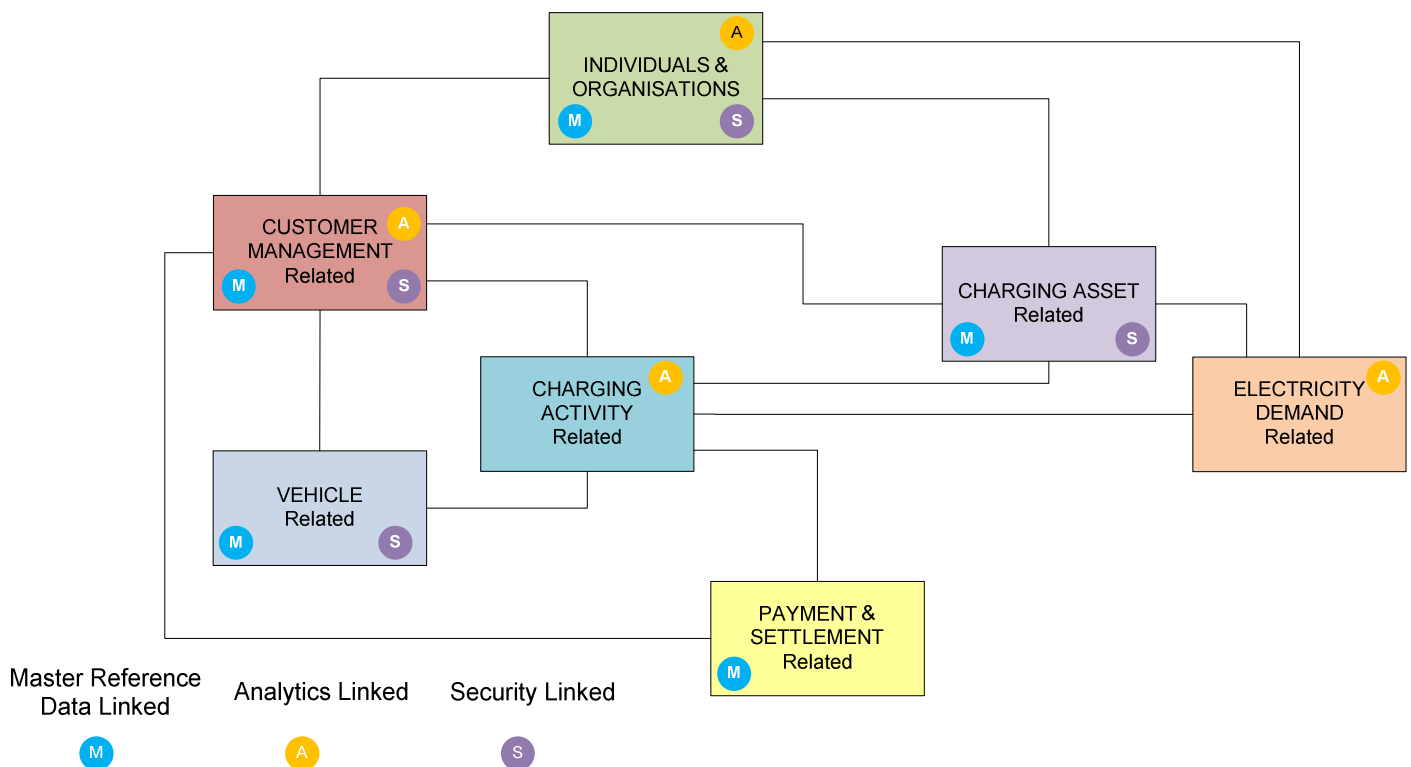 A
INDIVIDUALS &
ORGANISATIONS
M
S
CUSTOMER
MANAGEMENT
Related
A
M
S
CHARGING ASSET
Related
M
S
CHARGING
ACTIVITY
Related
A
ELECTRICITY
DEMAND
Related
A
VEHICLE
Related
M
S
PAYMENT &
SETTLEMENT
Related
M
Master Reference
Data Linked
M
Analytics Linked
A
Security Linked
S